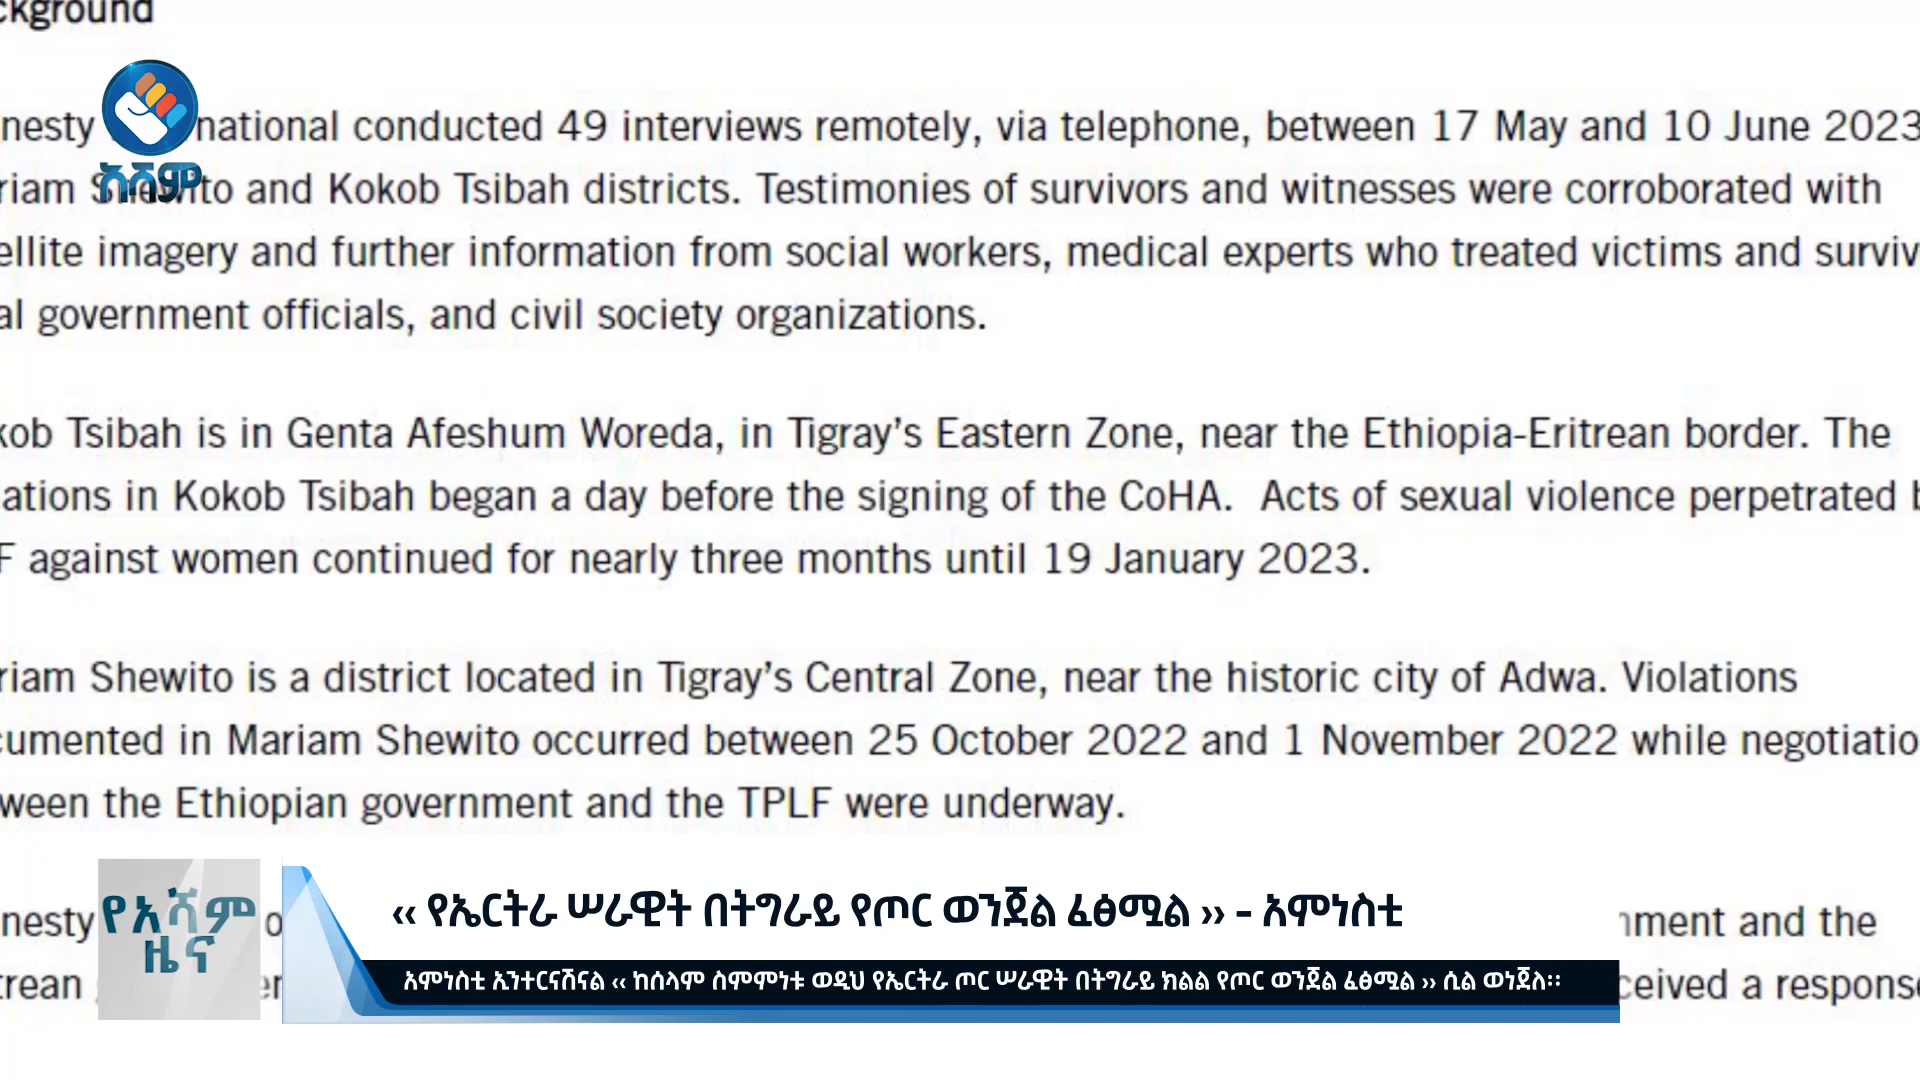 ckground
nesty national conducted 49 interviews remotely, via telephone, between 17 May and 10 June 2023
riam Shewito and Kokob Tsibah districts. Testimonies of survivors and witnesses were corroborated with
ellite imagery and further information from social workers, medical experts who treated victims and surviv
al government officials, and civil society organizations.
kob Tsibah is in Genta Afeshum Woreda, in Tigray’s Eastern Zone, near the Ethiopia-Eritrean border. The
ations in Kokob Tsibah began a day before the signing of the CoHA. Acts of sexual violence perpetrated b
F against women continued for nearly three months until 19 January 2023.
riam Shewito is a district located in Tigray’s Central Zone, near the historic city of Adwa. Violations
cumented in Mariam Shewito occurred between 25 October 2022 and 1 November 2022 while negotiatio
ween the Ethiopian government and the TPLF were underway.
nesty nment and the
trean ceived a response
አሻም
የአሻም
ዜና
‹‹ የኤርትራ ሠራዊት በትግራይ የጦር ወንጀል ፈፅሟል ›› - አምነስቲ
አምነስቲ ኢንተርናሽናል ‹‹ ከሰላም ስምምነቱ ወዲህ የኤርትራ ጦር ሠራዊት በትግራይ ክልል የጦር ወንጀል ፈፅሟል ›› ሲል ወነጀለ።